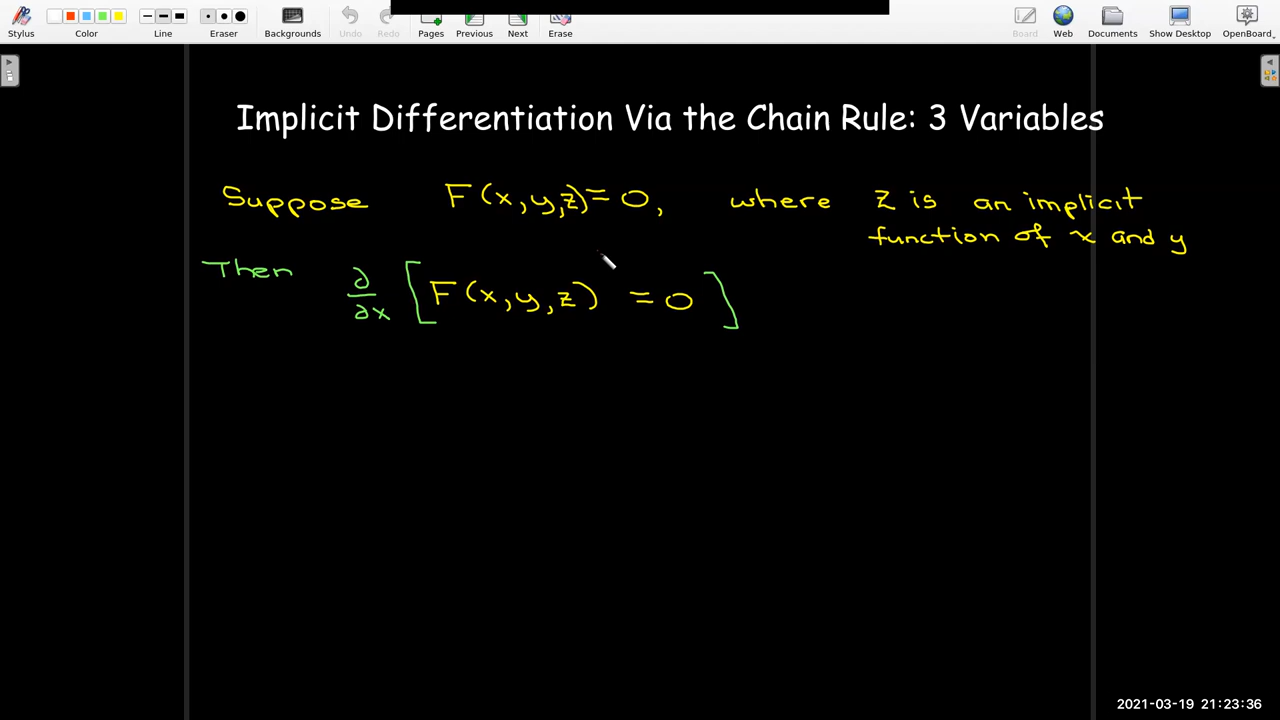 Stylus Color Line Eraser Backgrounds Undo Redo Pages Previous Next Erase Board Web Documents Show Desktop OpenBoard
Implicit Differentiation Via the Chain Rule: 3 Variables
Suppose F(x,y,z)=0, where z is an implicit
function of x and y
Then ∂/∂x [F(x,y,z) =0]
2021-03-19 21:23:36